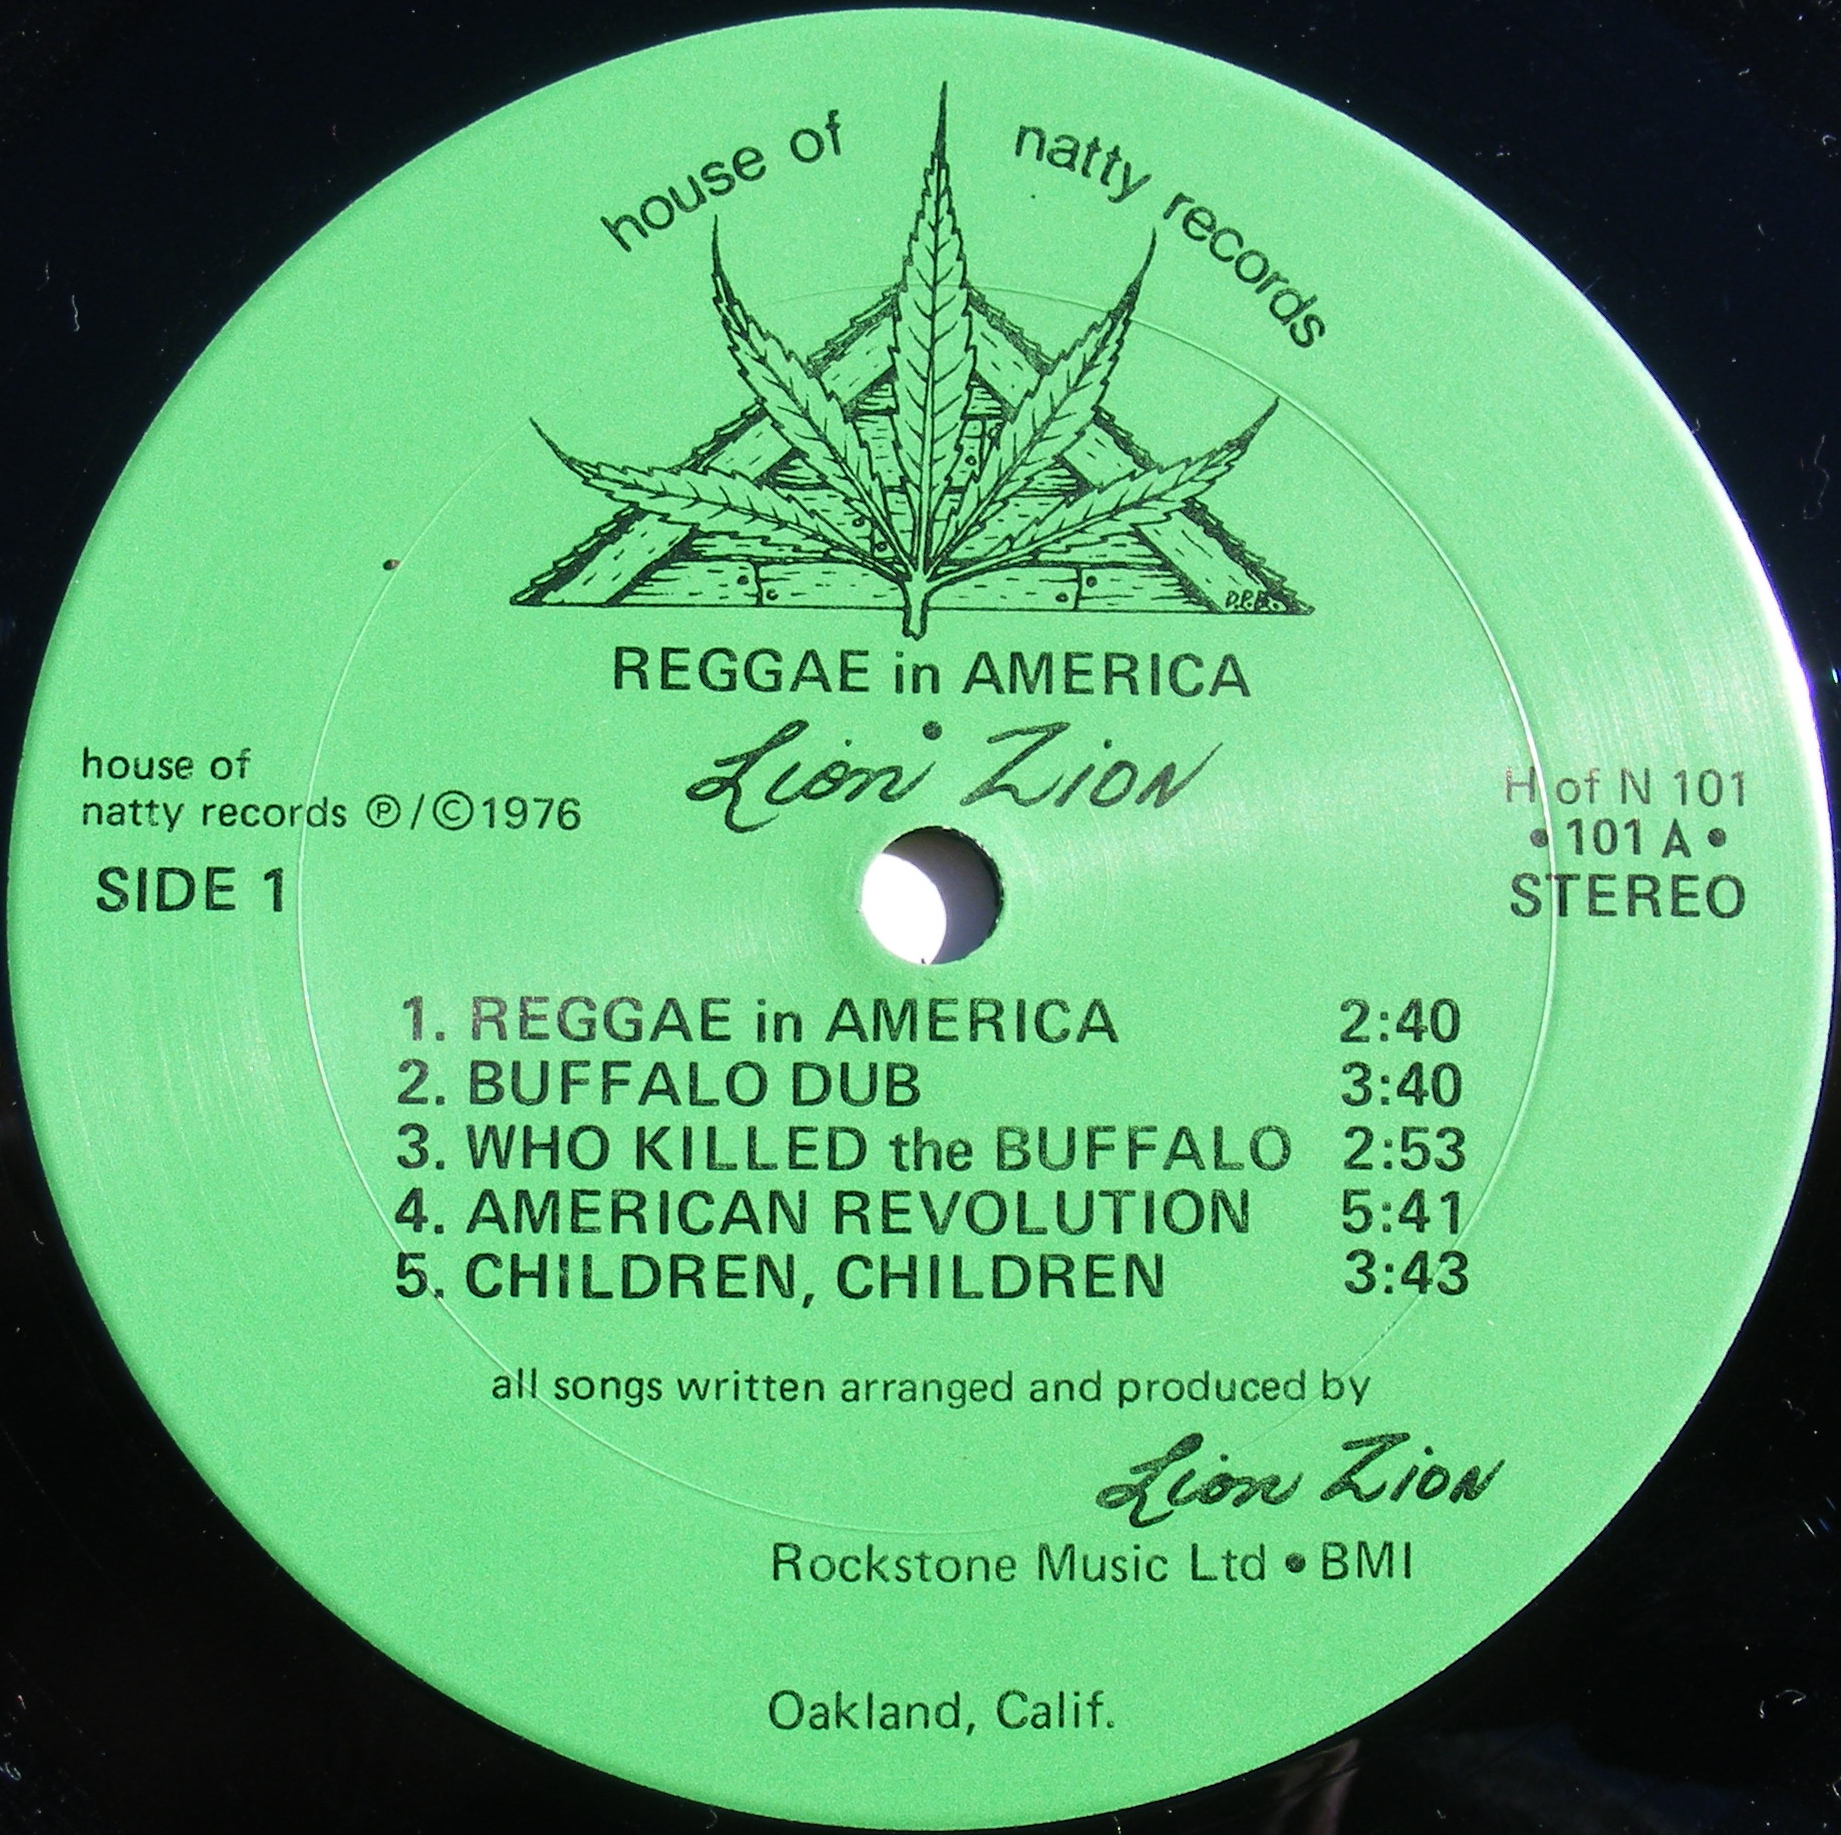 house of natty records
D.P.B.
REGGAE in AMERICA
Lion Zion
house of
natty records ℗/©1976
SIDE 1
H of N 101
• 101 A •
STEREO
1. REGGAE in AMERICA 2:40
2. BUFFALO DUB 3:40
3. WHO KILLED the BUFFALO 2:53
4. AMERICAN REVOLUTION 5:41
5. CHILDREN, CHILDREN 3:43
all songs written arranged and produced by
Lion Zion
Rockstone Music Ltd • BMI
Oakland, Calif.